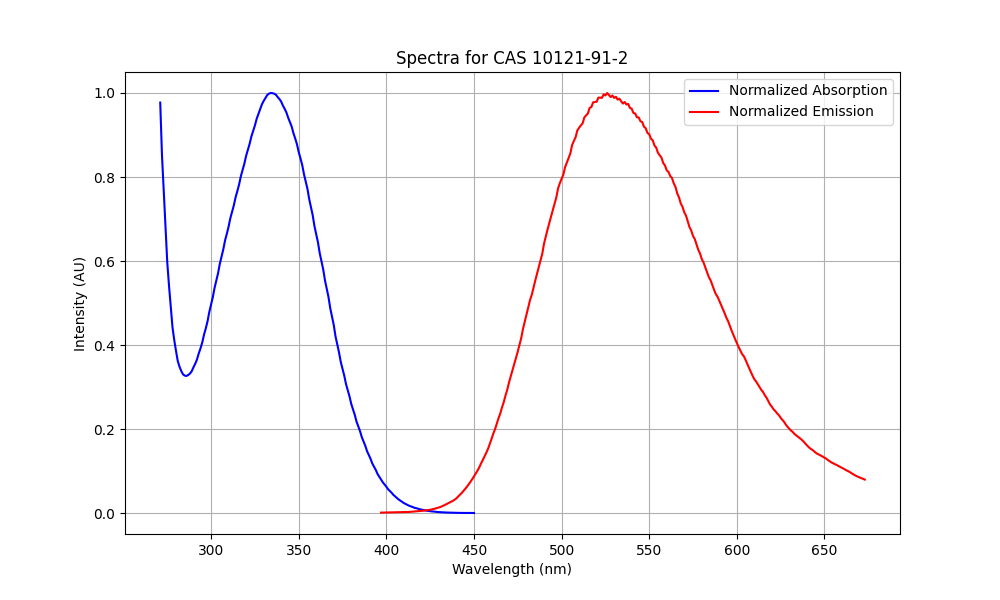 Spectra for CAS 10121-91-2
Normalized Absorption
Normalized Emission
1.0
0.8
0.6
0.4
0.2
0.0
Intensity (AU)
300 350 400 450 500 550 600 650
Wavelength (nm)